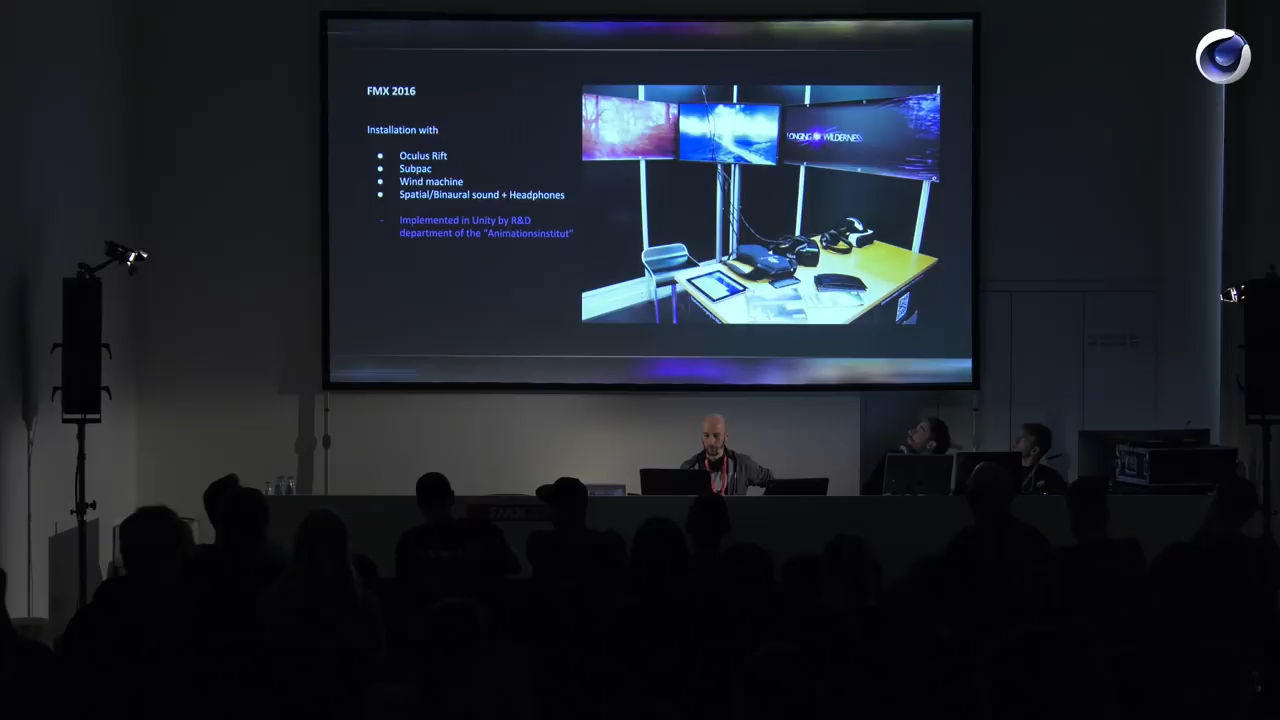 FMX 2016
Installation with
● Oculus Rift
● Subpac
● Wind machine
● Spatial/Binaural sound + Headphones
- Implemented in Unity by R&D
department of the "Animationsinstitut"
LONGING FOR WILDERNESS
FMX